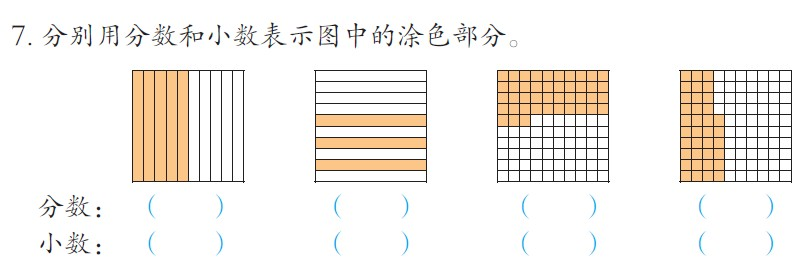 7. 分别用分数和小数表示图中的涂色部分。
分数： （ ） （ ） （ ） （ ）
小数： （ ） （ ） （ ） （ ）